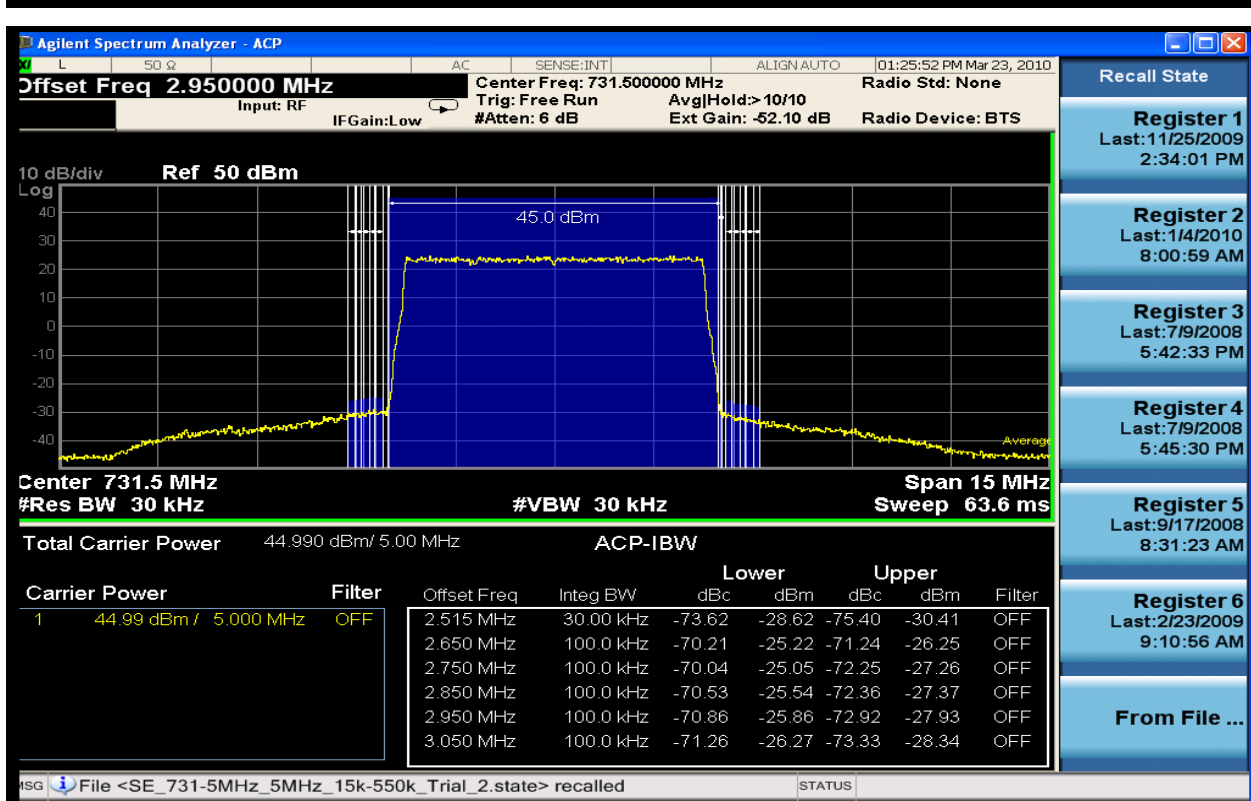 Agilent Spectrum Analyzer - ACP
L 50 Ω AC SENSE:INT ALIGN AUTO 01:25:52 PM Mar 23, 2010
Offset Freq 2.950000 MHz
Input: RF
IFGain:Low
Center Freq: 731.500000 MHz
Trig: Free Run Avg|Hold:> 10/10
#Atten: 6 dB Ext Gain: -52.10 dB
Radio Std: None
Radio Device: BTS
10 dB/div Ref 50 dBm
Log
40
30
20
10
0
-10
-20
-30
-40
45.0 dBm
Average
Center 731.5 MHz Span 15 MHz
#Res BW 30 kHz #VBW 30 kHz Sweep 63.6 ms
Total Carrier Power 44.990 dBm/ 5.00 MHz ACP-IBW
Carrier Power Filter
1 44.99 dBm / 5.000 MHz OFF
Lower Upper
Offset Freq Integ BW dBc dBm dBc dBm Filter
2.515 MHz 30.00 kHz -73.62 -28.62 -75.40 -30.41 OFF
2.650 MHz 100.0 kHz -70.21 -25.22 -71.24 -26.25 OFF
2.750 MHz 100.0 kHz -70.04 -25.05 -72.25 -27.26 OFF
2.850 MHz 100.0 kHz -70.53 -25.54 -72.36 -27.37 OFF
2.950 MHz 100.0 kHz -70.86 -25.86 -72.92 -27.93 OFF
3.050 MHz 100.0 kHz -71.26 -26.27 -73.33 -28.34 OFF
MSG File <SE_731-5MHz_5MHz_15k-550k_Trial_2.state> recalled STATUS
Recall State
Register 1
Last:11/25/2009
2:34:01 PM
Register 2
Last:1/4/2010
8:00:59 AM
Register 3
Last:7/9/2008
5:42:33 PM
Register 4
Last:7/9/2008
5:45:30 PM
Register 5
Last:9/17/2008
8:31:23 AM
Register 6
Last:2/23/2009
9:10:56 AM
From File ...